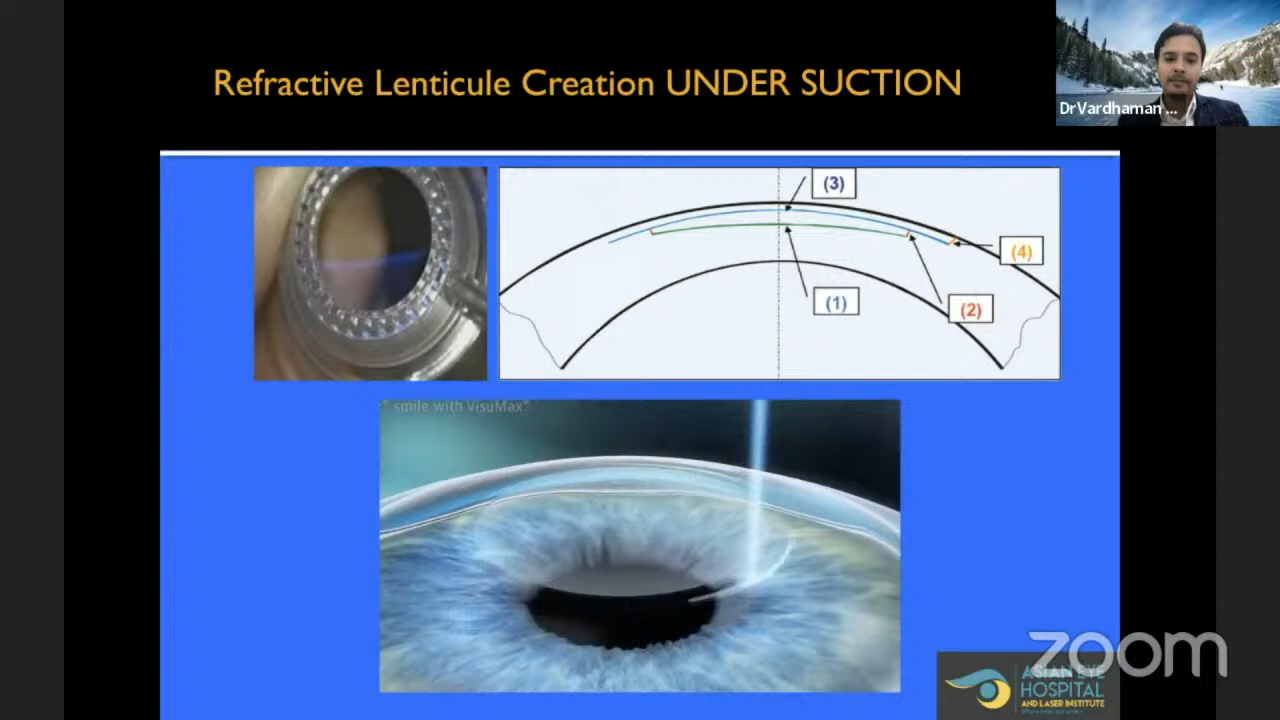 Refractive Lenticule Creation UNDER SUCTION
DrVardhaman ...
(3)
(4)
(1)
(2)
smile with VisuMax
zoom
ASIAN EYE
HOSPITAL
AND LASER INSTITUTE